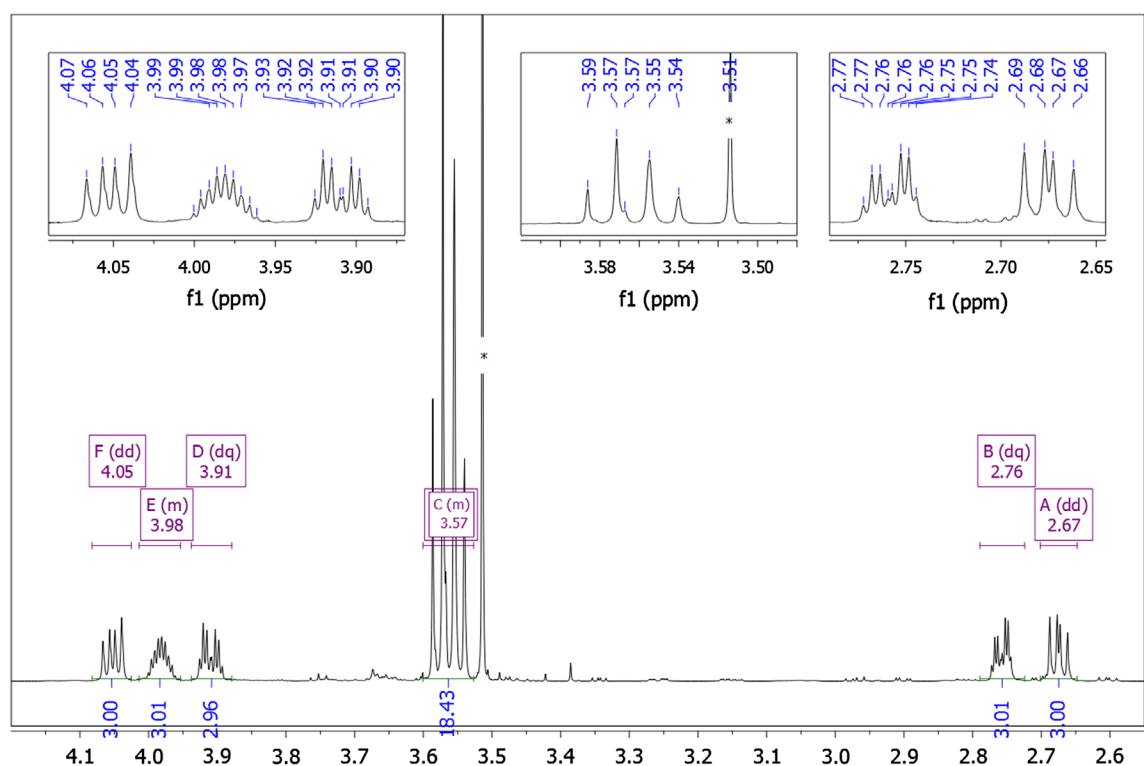 4.07 4.06 4.05 4.04 3.99 3.99 3.98 3.98 3.97 3.93 3.92 3.92 3.91 3.91 3.90 3.90
4.05 4.00 3.95 3.90
f1 (ppm)
3.59 3.57 3.57 3.55 3.54 3.51
*
3.58 3.54 3.50
f1 (ppm)
2.77 2.77 2.76 2.76 2.76 2.75 2.75 2.74 2.69 2.68 2.67 2.66
2.75 2.70 2.65
f1 (ppm)
*
F (dd)
4.05
E (m)
3.98
D (dq)
3.91
C (m)
3.57
B (dq)
2.76
A (dd)
2.67
3.00 3.01 2.96 18.43 3.01 3.00
4.1 4.0 3.9 3.8 3.7 3.6 3.5 3.4 3.3 3.2 3.1 3.0 2.9 2.8 2.7 2.6